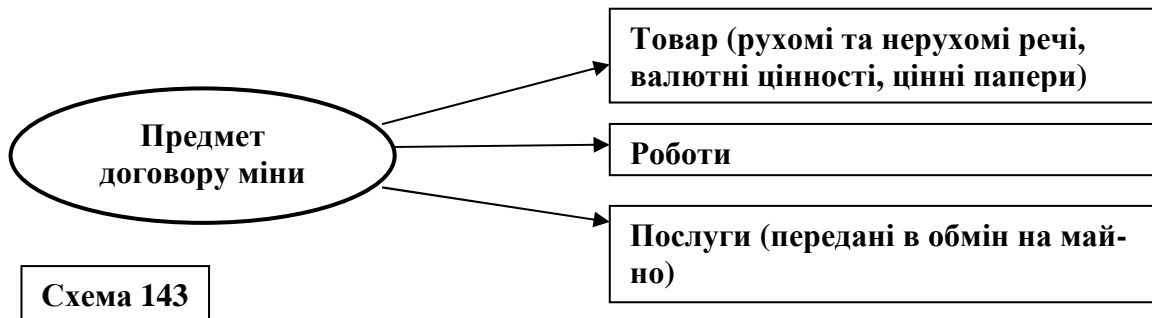 Товар (рухомі та нерухомі речі,
валютні цінності, цінні папери)
Предмет
договору міни
Роботи
Послуги (передані в обмін на май-
но)
Схема 143